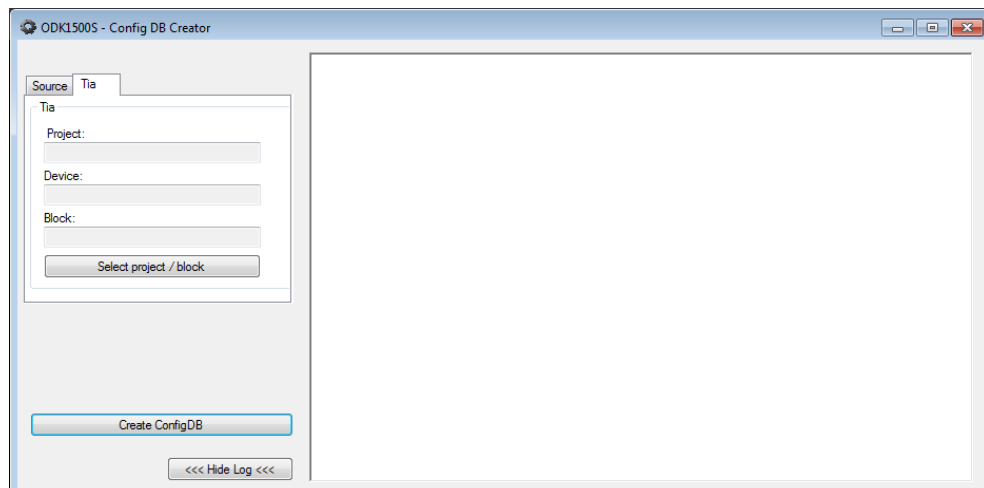 ODK1500S - Config DB Creator
Source Tia
Tia
Project:
Device:
Block:
Select project / block
Create ConfigDB
<<< Hide Log <<<